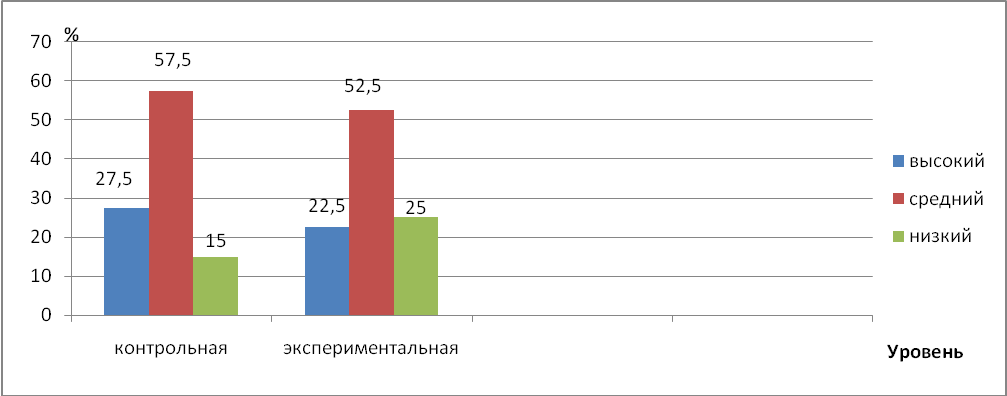 %
70
60
50
40
30
20
10
0
27,5
57,5
15
22,5
52,5
25
контрольная
экспериментальная
Уровень
высокий
средний
низкий